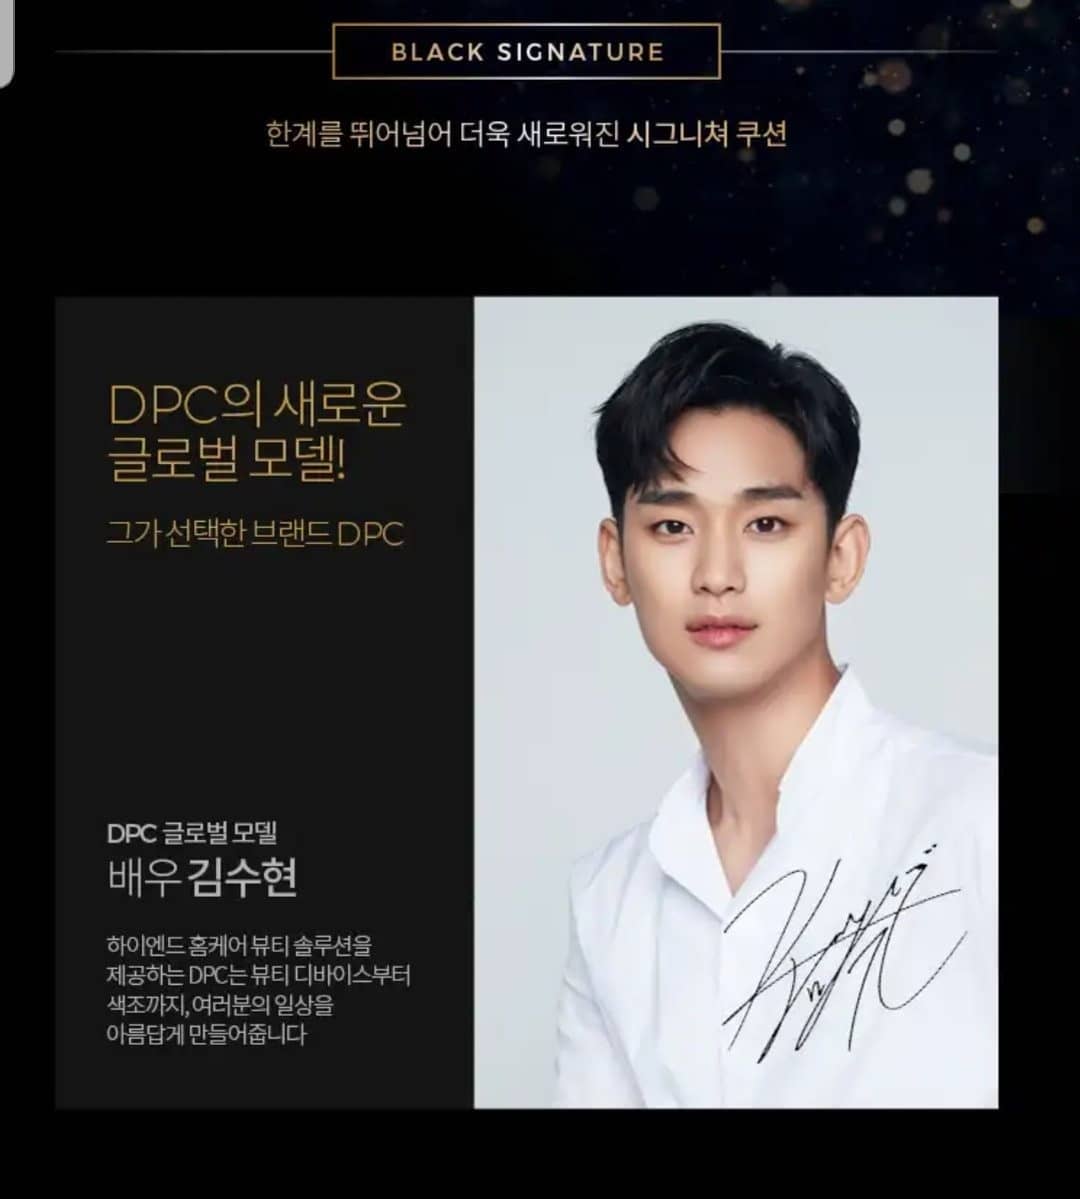 BLACK SIGNATURE
한계를 뛰어넘어 더욱 새로워진 시그니쳐 쿠션
DPC의 새로운
글로벌 모델!
그가 선택한 브랜드 DPC
DPC 글로벌 모델
배우 김수현
하이엔드 홈케어 뷰티 솔루션을
제공하는 DPC는 뷰티 디바이스부터
색조까지, 여러분의 일상을
아름답게 만들어줍니다